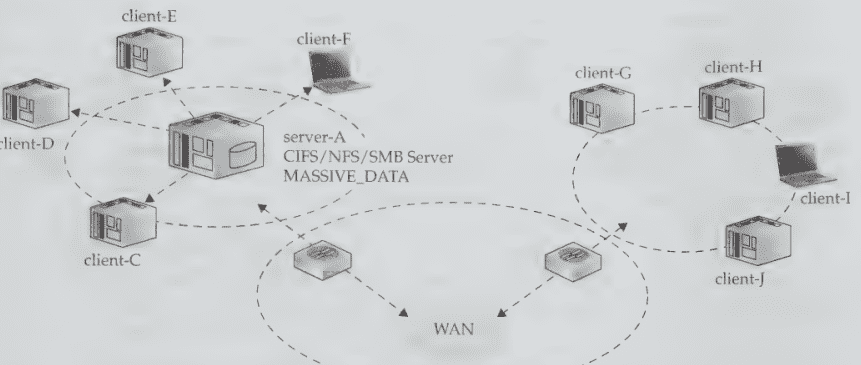 client-E
client-F
client-D
server-A
CIFS/NFS/SMB Server
MASSIVE_DATA
client-C
client-G
client-H
client-I
client-J
WAN